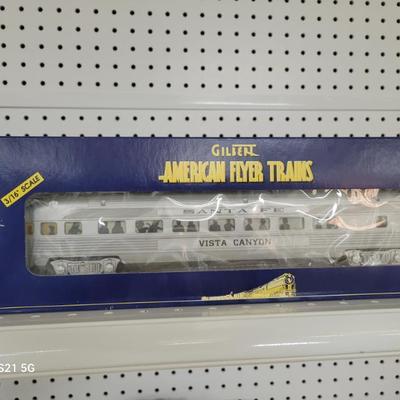 GILBERT
AMERICAN FLYER TRAINS
3/16" SCALE
SANTA FE
VISTA CANYON
S21 5G